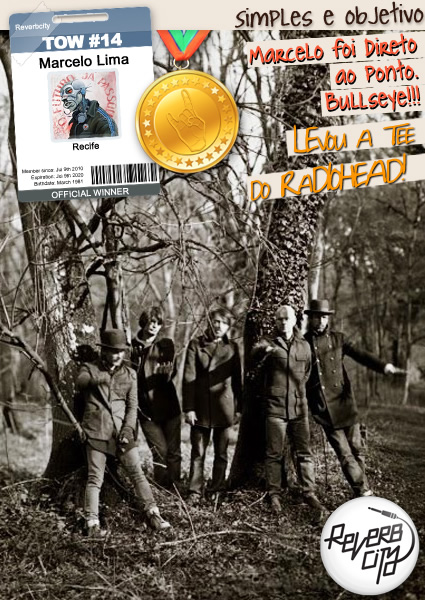 Reverbcity
TOW #14
Marcelo Lima
Recife
Member since: Jul 9th 2010
Expiration: Jul 9th 2020
Birthdate: March 1981
OFFICIAL WINNER
simples e objetivo
Marcelo foi Direto
ao Ponto.
Bullseye!!!
Levou a Tee
Do Radiohead!
Reverb
City